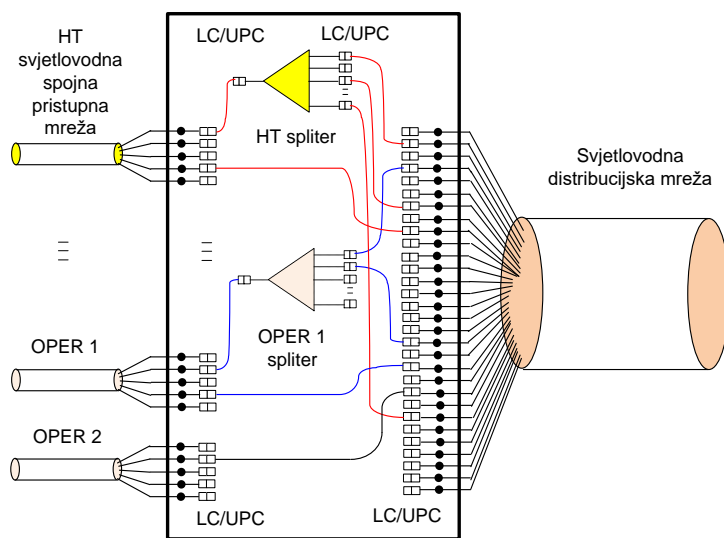 HT
svjetlovodna
spojna
pristupna
mreža
LC/UPC
LC/UPC
HT spliter
Svjetlovodna
distribucijska mreža
OPER 1
OPER 1
spliter
OPER 2
LC/UPC
LC/UPC